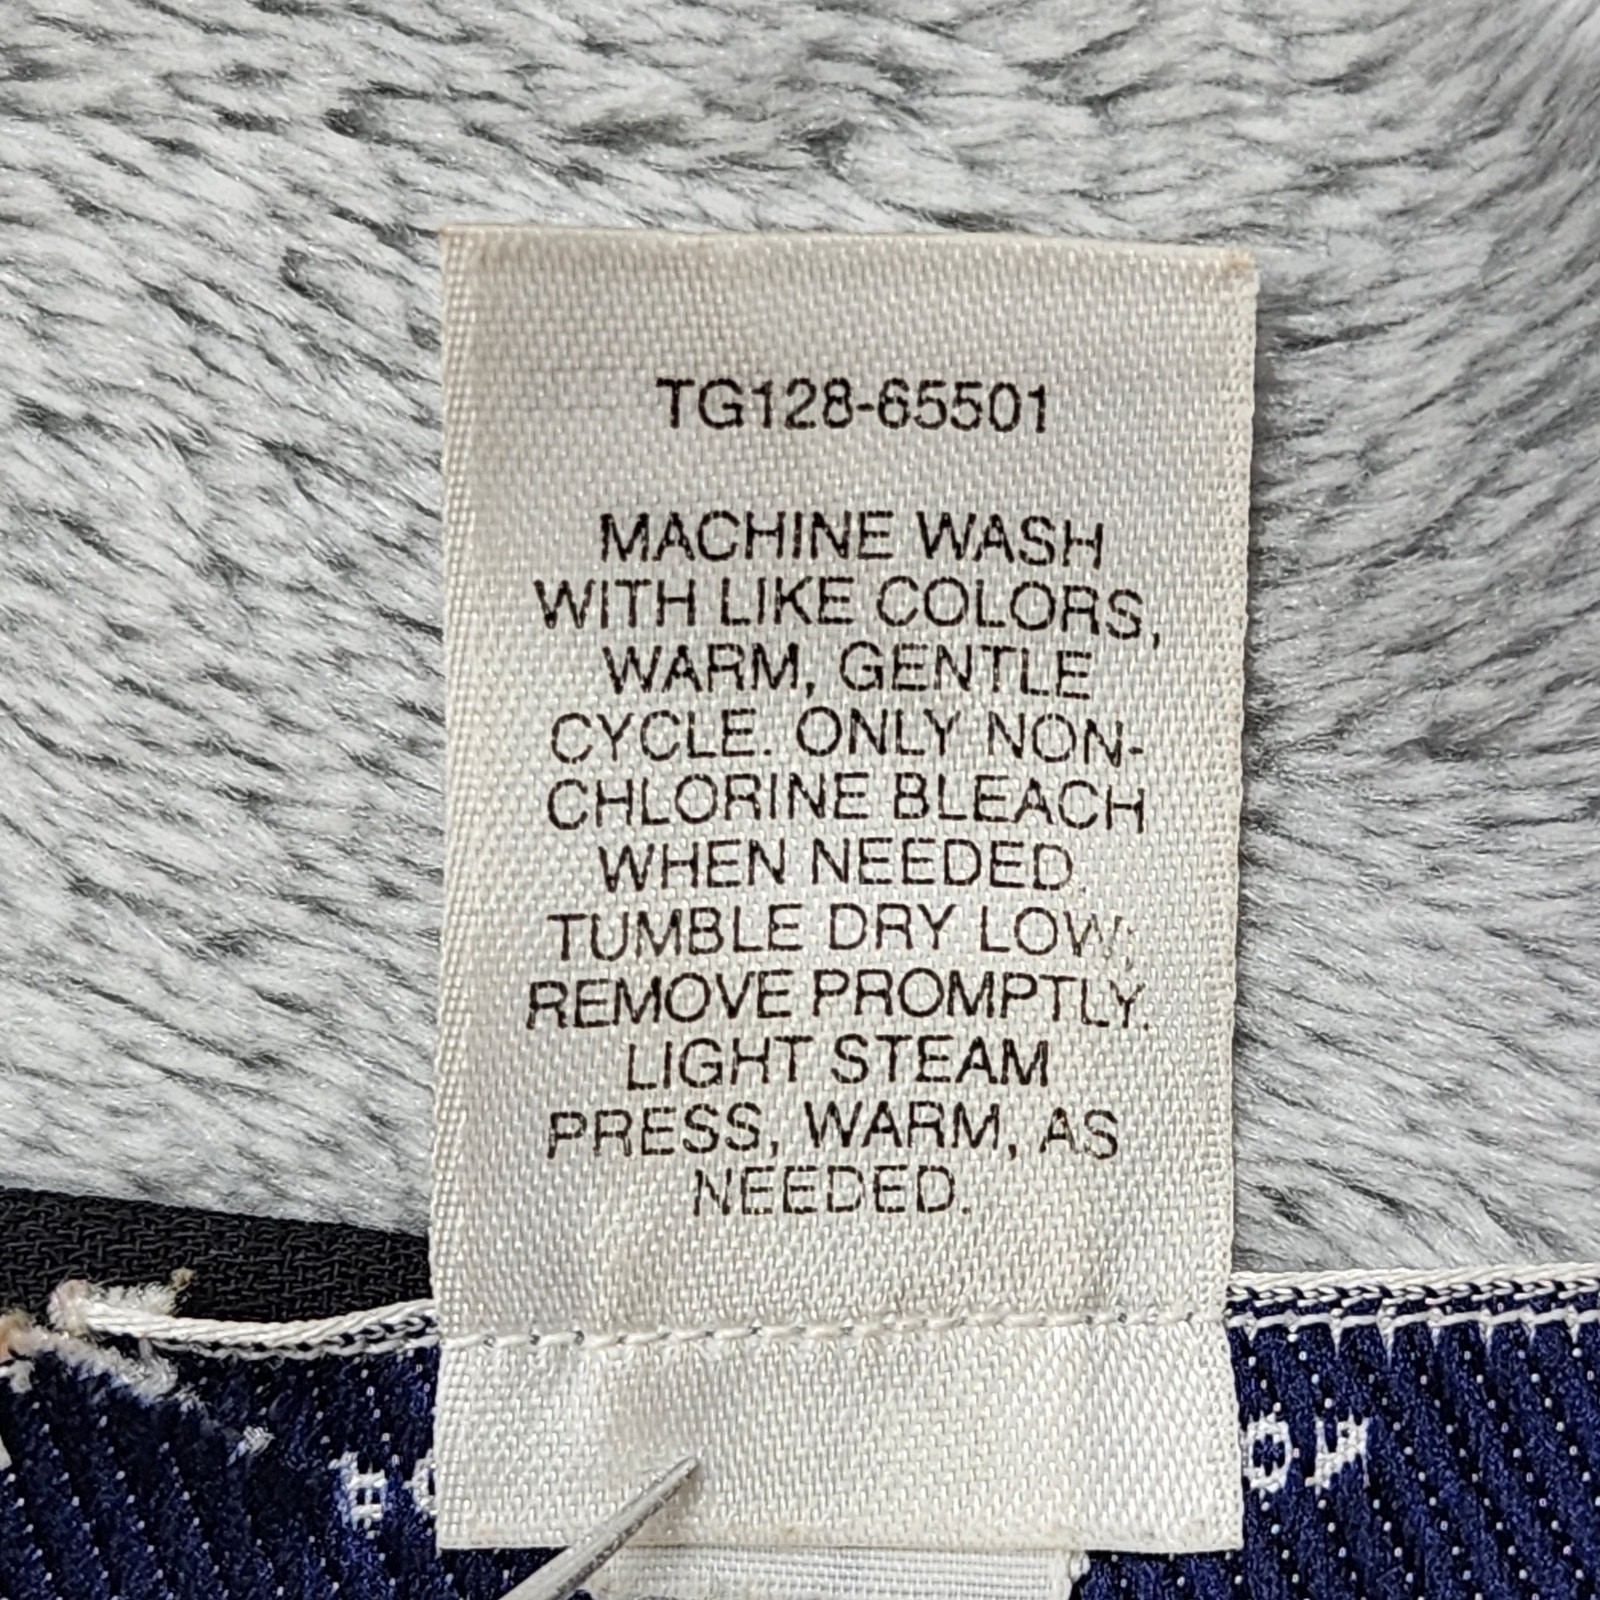 TG128-65501
MACHINE WASH
WITH LIKE COLORS,
WARM, GENTLE
CYCLE. ONLY NON-
CHLORINE BLEACH
WHEN NEEDED.
TUMBLE DRY LOW;
REMOVE PROMPTLY.
LIGHT STEAM
PRESS, WARM, AS
NEEDED.